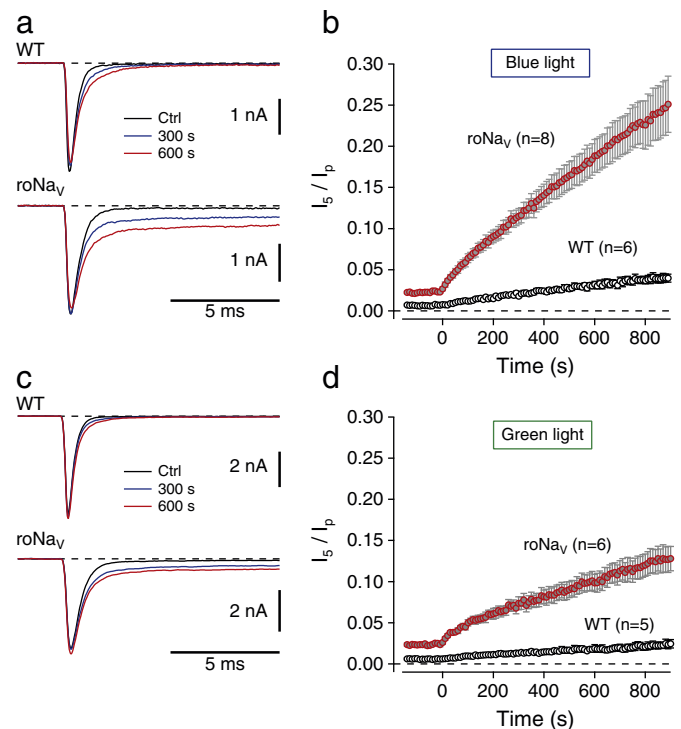 a
WT
Ctrl
300 s
600 s
1 nA
roNaV
1 nA
5 ms
b
Blue light
0.30
0.25
0.20
0.15
0.10
0.05
0.00
I5 / Ip
roNaV (n=8)
WT (n=6)
0 200 400 600 800
Time (s)
c
WT
Ctrl
300 s
600 s
2 nA
roNaV
2 nA
5 ms
d
Green light
0.30
0.25
0.20
0.15
0.10
0.05
0.00
I5 / Ip
roNaV (n=6)
WT (n=5)
0 200 400 600 800
Time (s)